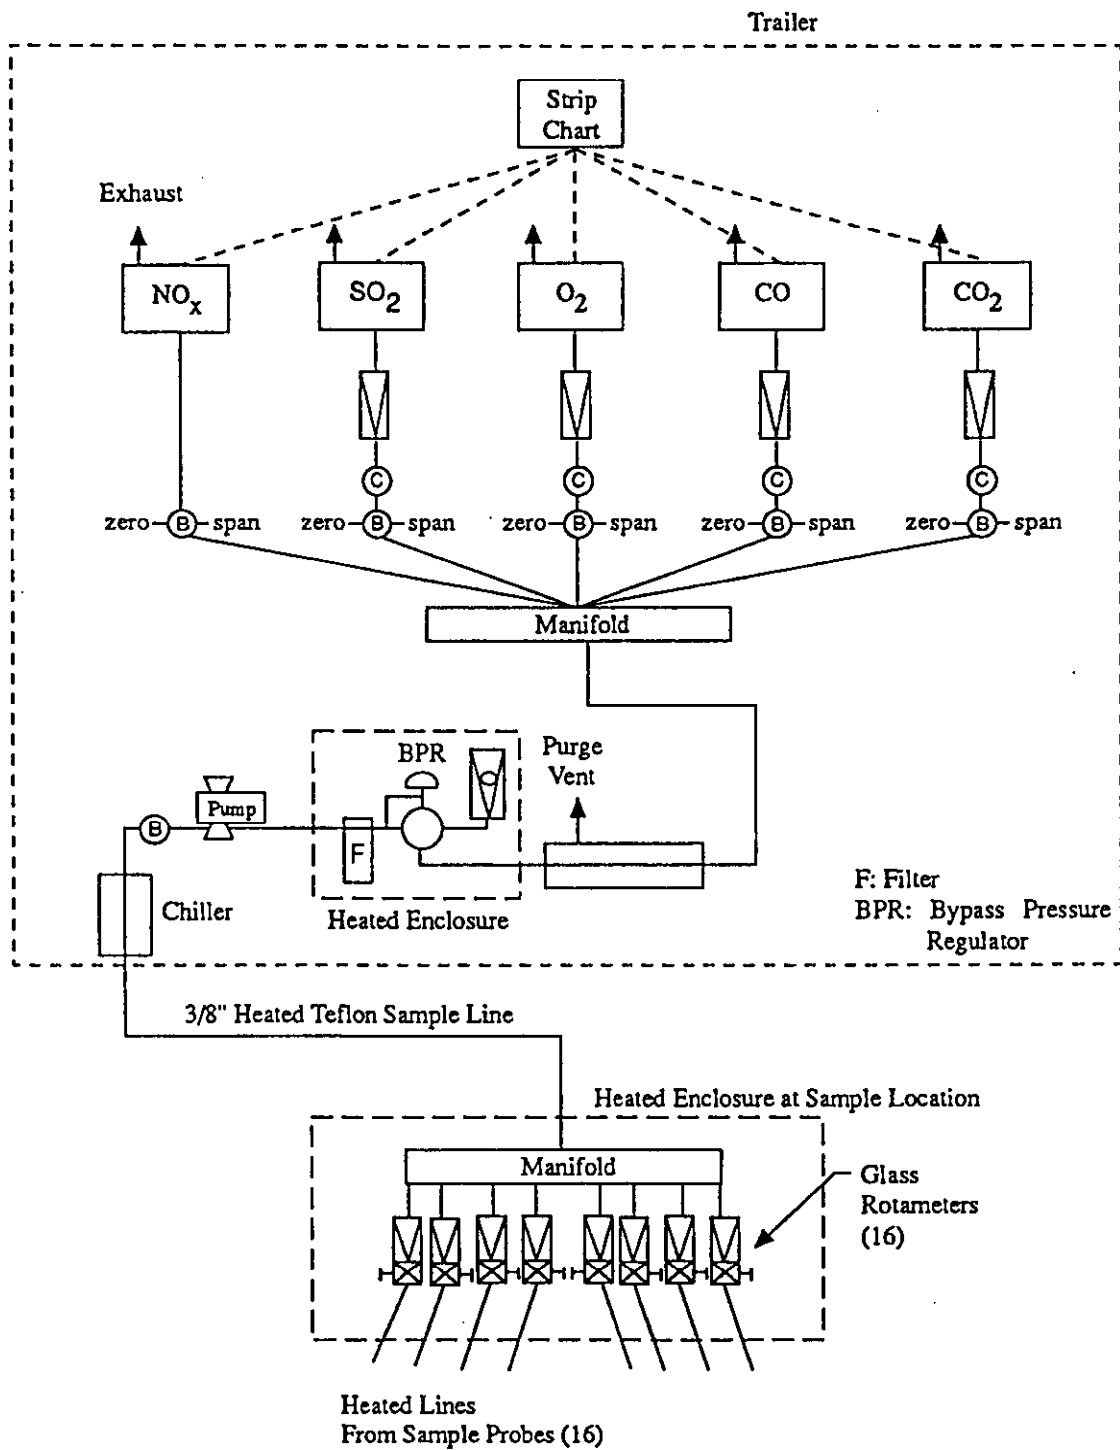 Trailer
Strip
Chart
Exhaust
NOx
SO2
O2
CO
CO2
C
C
C
C
zero B span
zero B span
zero B span
zero B span
zero B span
Manifold
BPR
Purge
Vent
B
Pump
F
Chiller
Heated Enclosure
F: Filter
BPR: Bypass Pressure
Regulator
3/8" Heated Teflon Sample Line
Heated Enclosure at Sample Location
Manifold
Glass
Rotameters
(16)
Heated Lines
From Sample Probes (16)